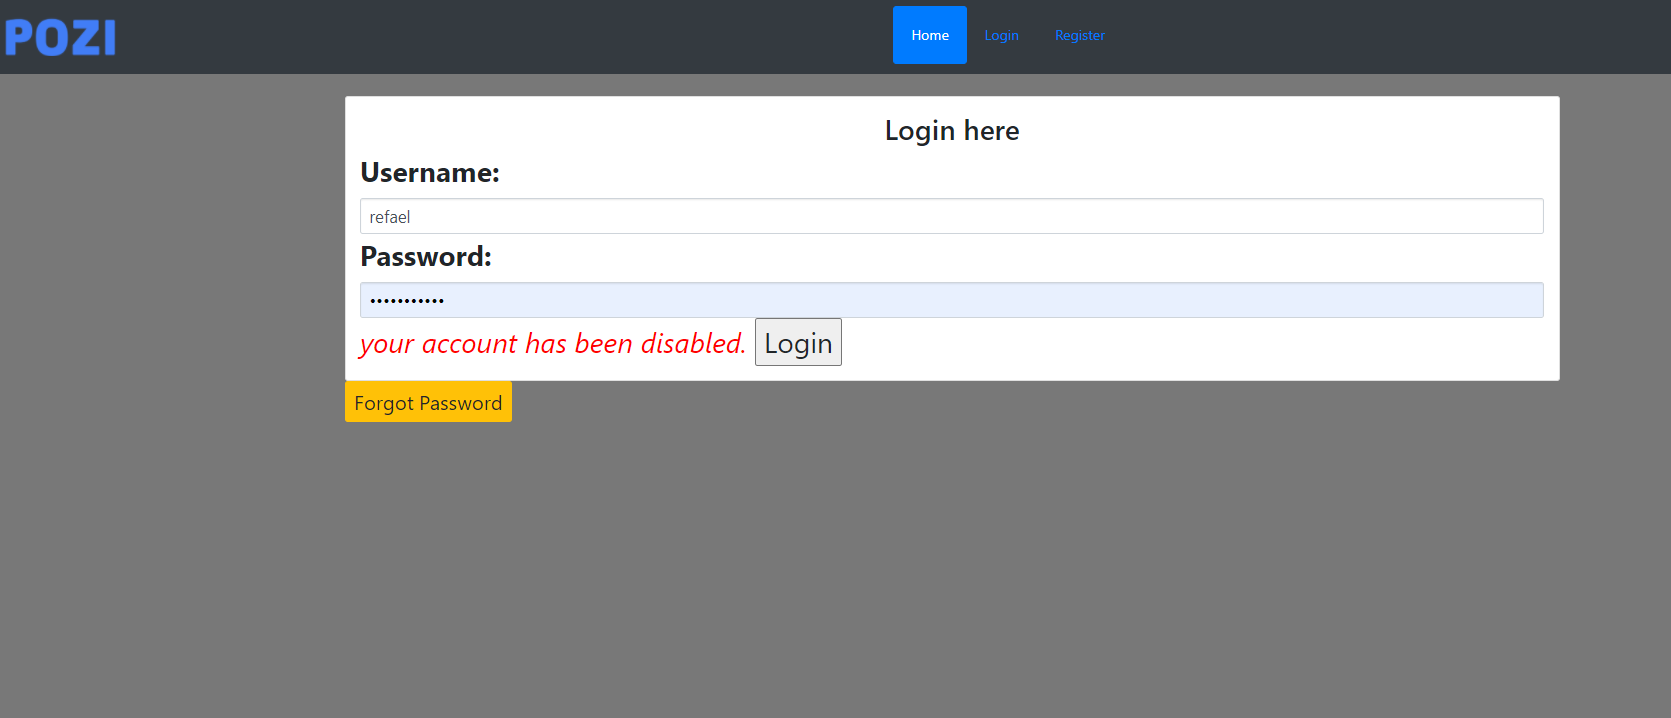 POZI
Home Login Register
Login here
Username:
refael
Password:
•••••••••••
your account has been disabled. Login
Forgot Password